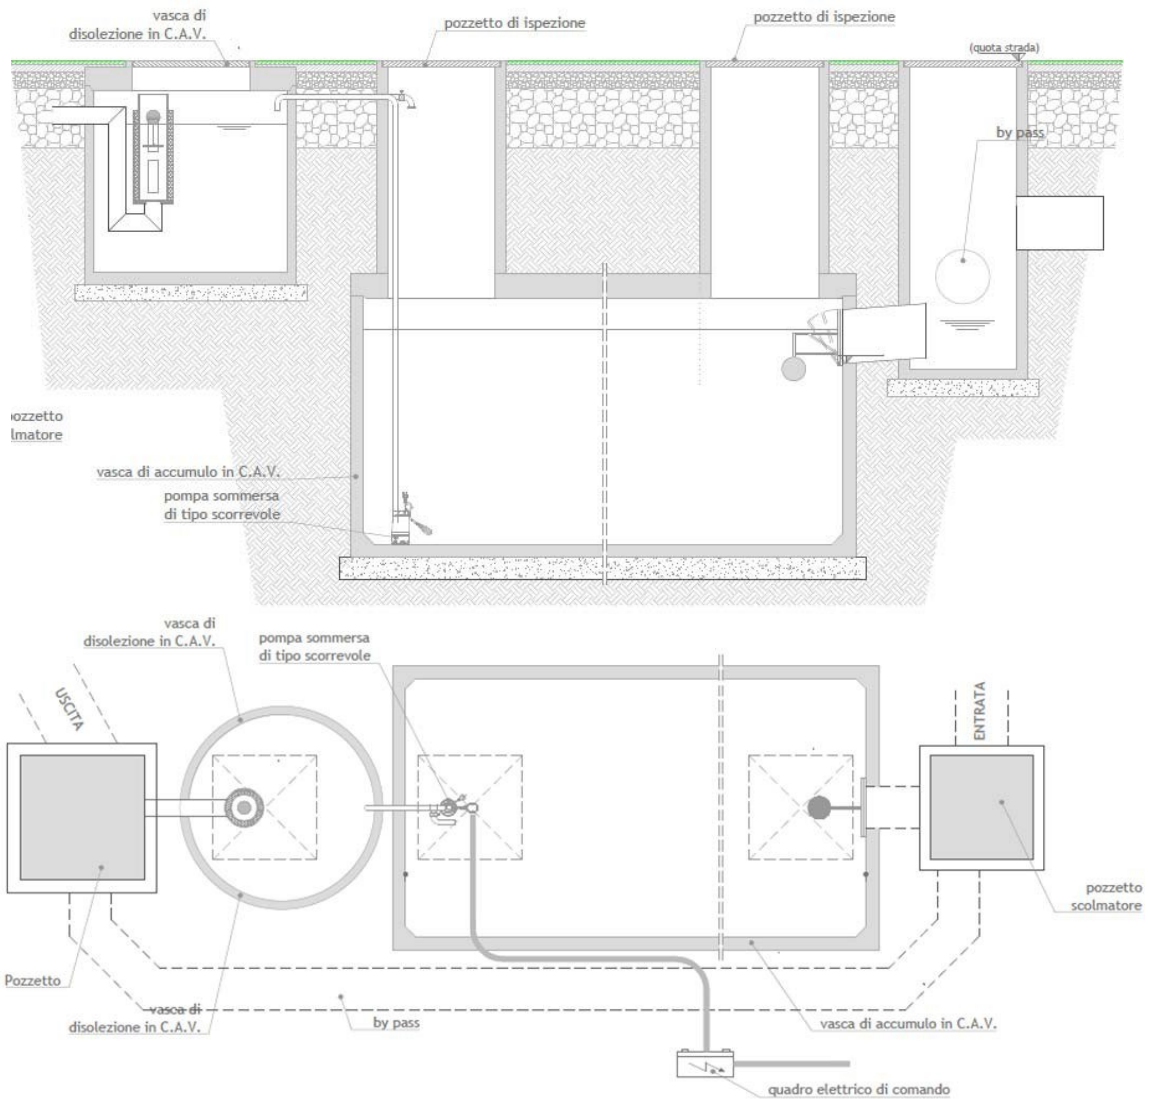 vasca di
disolezione in C.A.V.
pozzetto di ispezione
pozzetto di ispezione
(quota strada)
by pass
ozzetto
lmatore
vasca di accumulo in C.A.V.
pompa sommersa
di tipo scorrevole
vasca di
disolezione in C.A.V.
pompa sommersa
di tipo scorrevole
USCITA
ENTRATA
pozzetto
scolmatore
Pozzetto
vasca di
disolezione in C.A.V.
by pass
vasca di accumulo in C.A.V.
quadro elettrico di comando